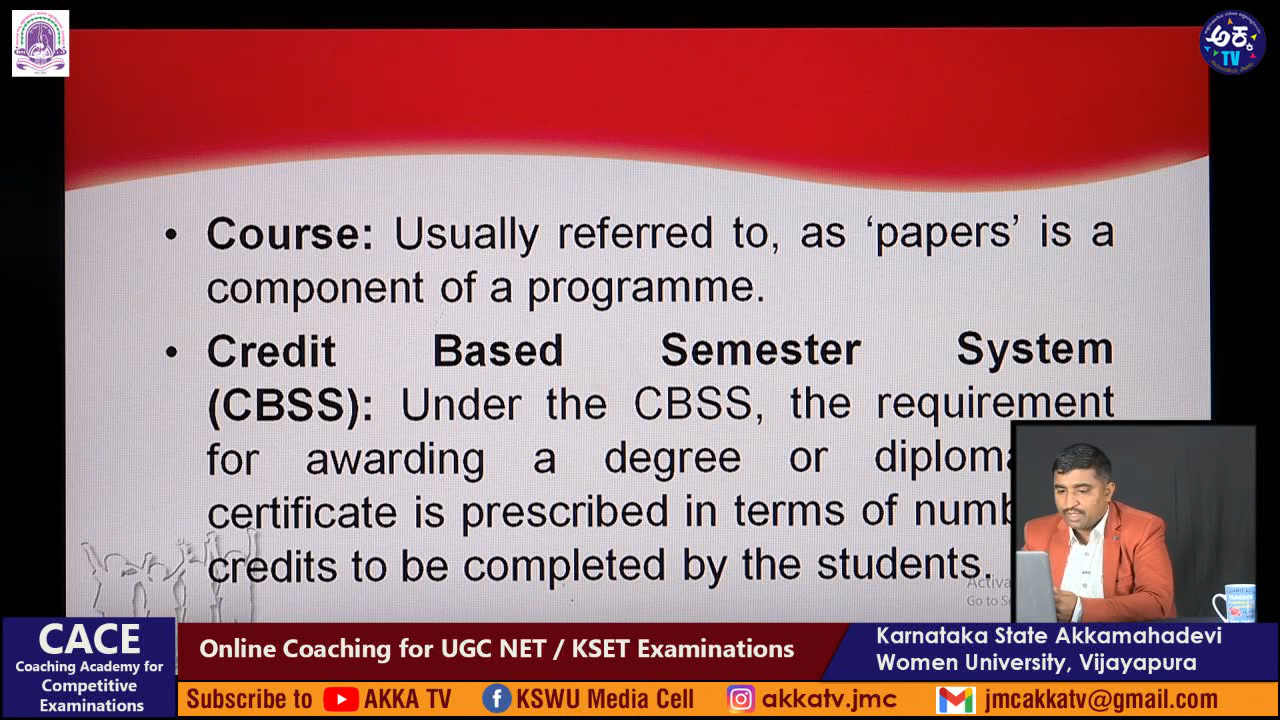 ಅಕ್ಕ
TV
• Course: Usually referred to, as ‘papers’ is a
component of a programme.
• Credit Based Semester System
(CBSS): Under the CBSS, the requirement
for awarding a degree or diploma
certificate is prescribed in terms of
credits to be completed by the students.
Go to
CACE
Coaching Academy for
Competitive
Examinations
Online Coaching for UGC NET / KSET Examinations
Karnataka State Akkamahadevi
Women University, Vijayapura
Subscribe to AKKA TV KSWU Media Cell akkatv.jmc jmcakkatv@gmail.com